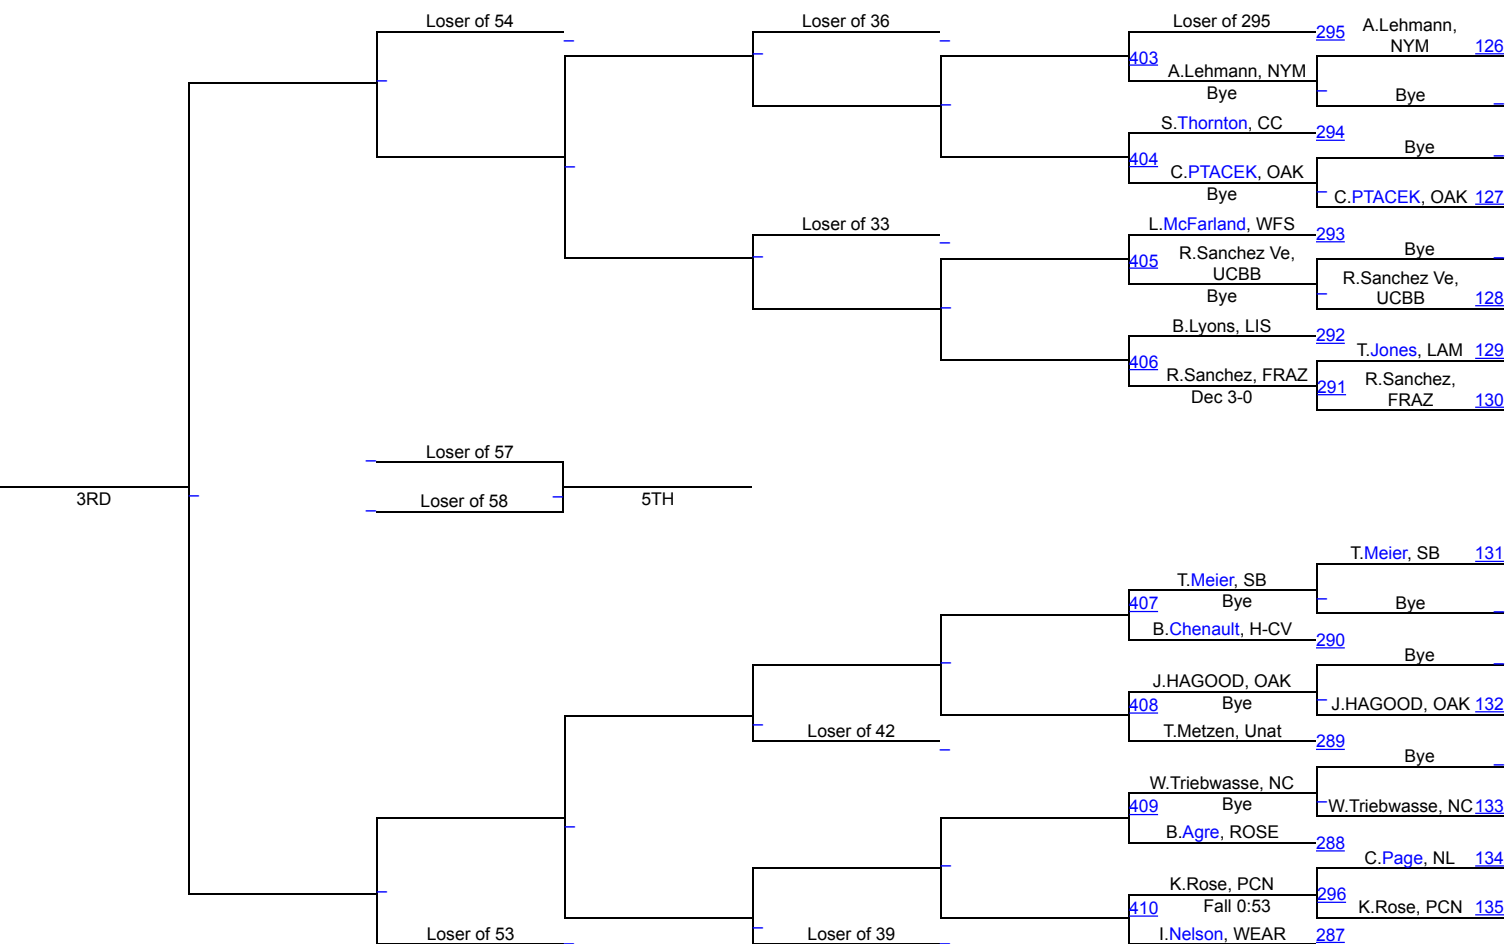 Loser of 54
Loser of 36
Loser of 295
295
A.Lehmann,
NYM
126
403
A.Lehmann, NYM
Bye
Bye
S.Thornton, CC
294
Bye
404
C.PTACEK, OAK
Bye
C.PTACEK, OAK
127
Loser of 33
L.McFarland, WFS
293
Bye
405
R.Sanchez Ve,
UCBB
Bye
R.Sanchez Ve,
UCBB
128
B.Lyons, LIS
292
T.Jones, LAM
129
406
R.Sanchez, FRAZ
Dec 3-0
291
R.Sanchez,
FRAZ
130
Loser of 57
3RD
Loser of 58
5TH
T.Meier, SB
131
T.Meier, SB
407
Bye
Bye
B.Chenault, H-CV
290
Bye
J.HAGOOD, OAK
408
Bye
J.HAGOOD, OAK
132
Loser of 42
T.Metzen, Unat
289
Bye
W.Triebwasse, NC
409
Bye
W.Triebwasse, NC
133
B.Agre, ROSE
288
C.Page, NL
134
K.Rose, PCN
296
410
Fall 0:53
K.Rose, PCN
135
Loser of 53
Loser of 39
I.Nelson, WEAR
287